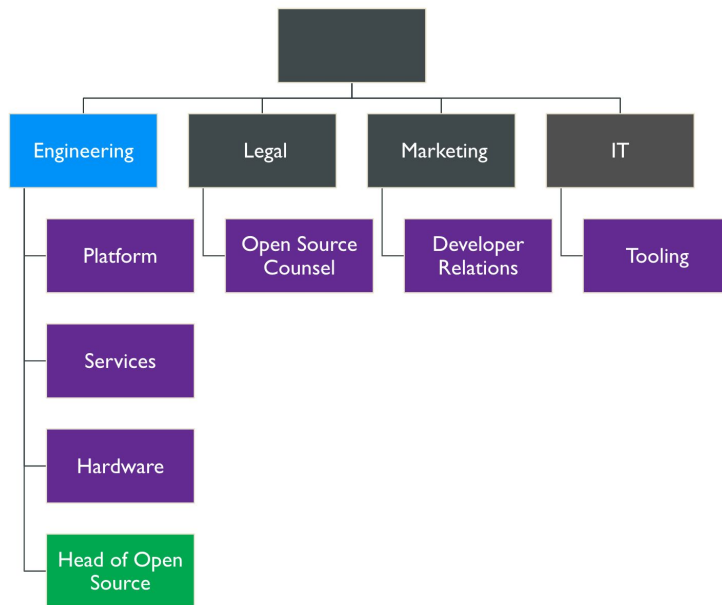 Engineering
Legal
Marketing
IT
Platform
Open Source
Counsel
Developer
Relations
Tooling
Services
Hardware
Head of Open
Source